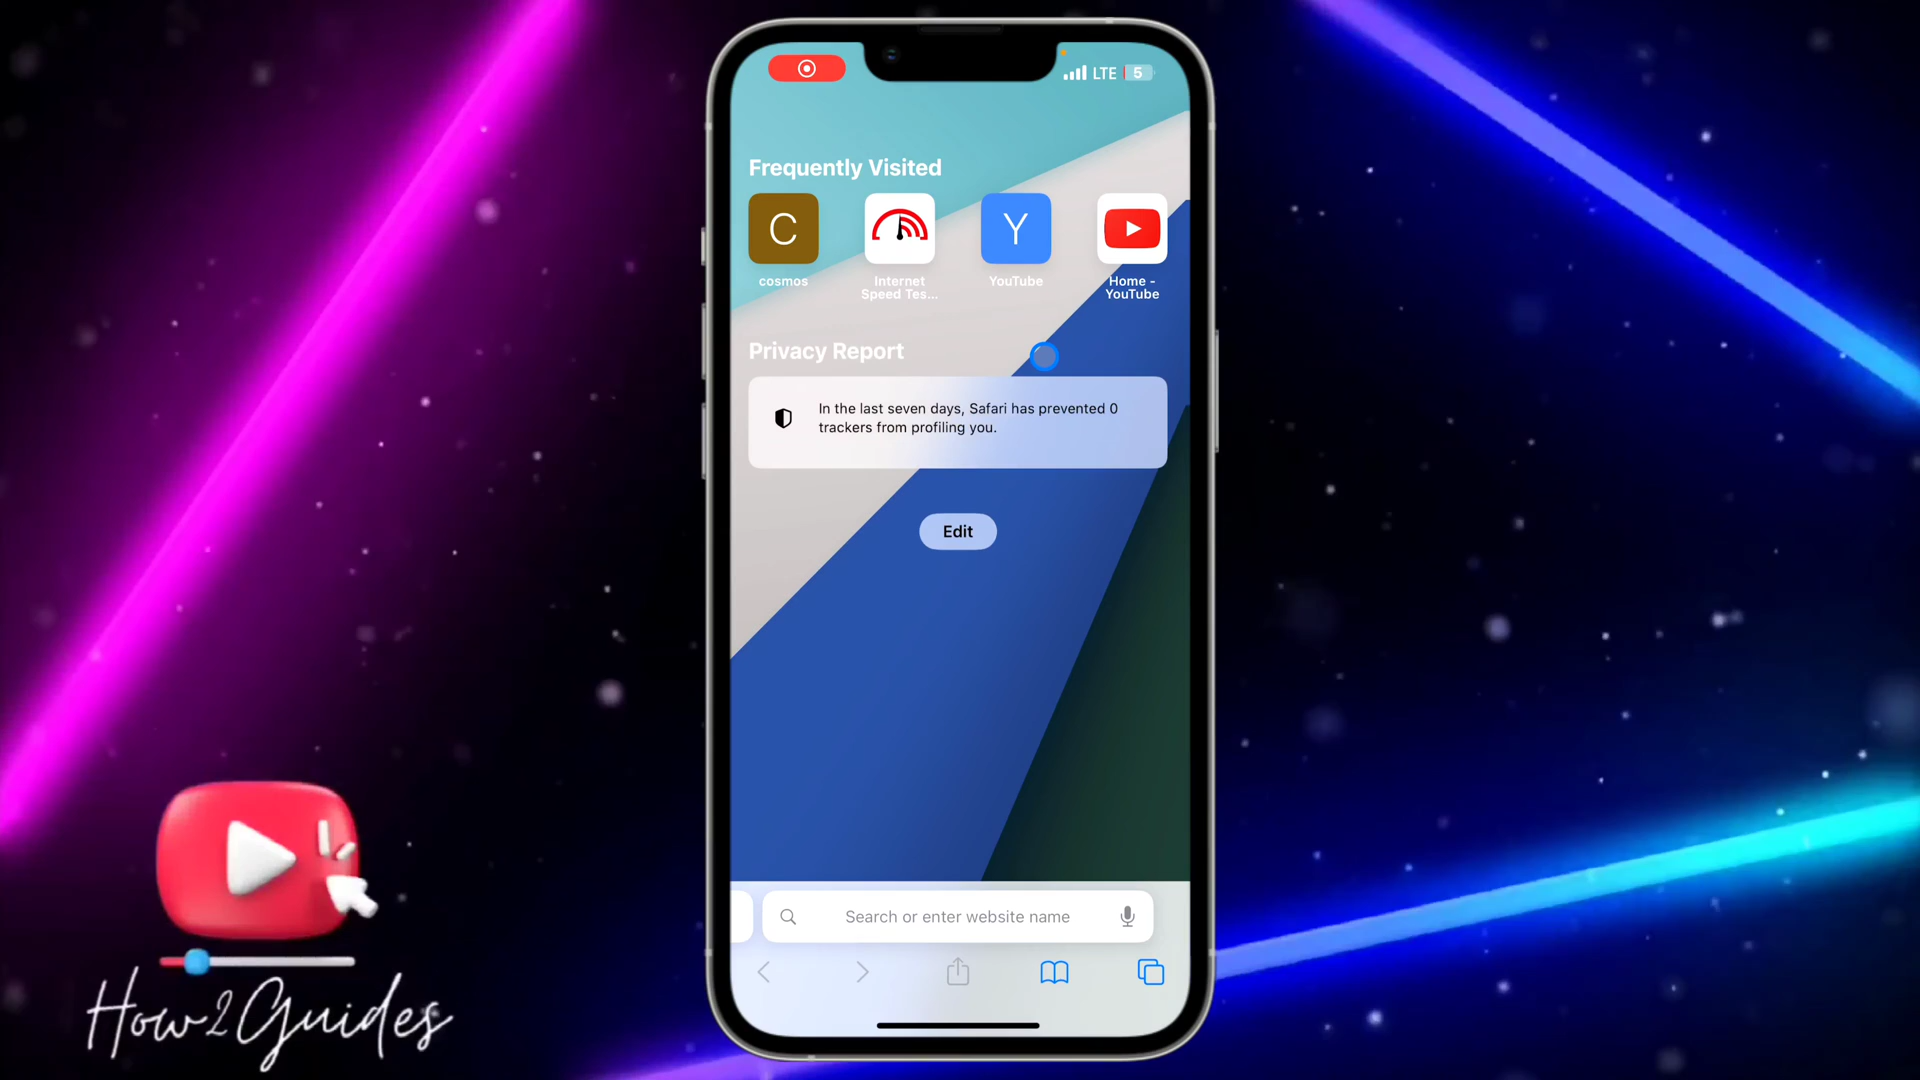 LTE 5
Frequently Visited
C
Y
cosmos
Internet
Speed Tes...
YouTube
Home -
YouTube
Privacy Report
In the last seven days, Safari has prevented 0
trackers from profiling you.
Edit
Search or enter website name
How2Guides